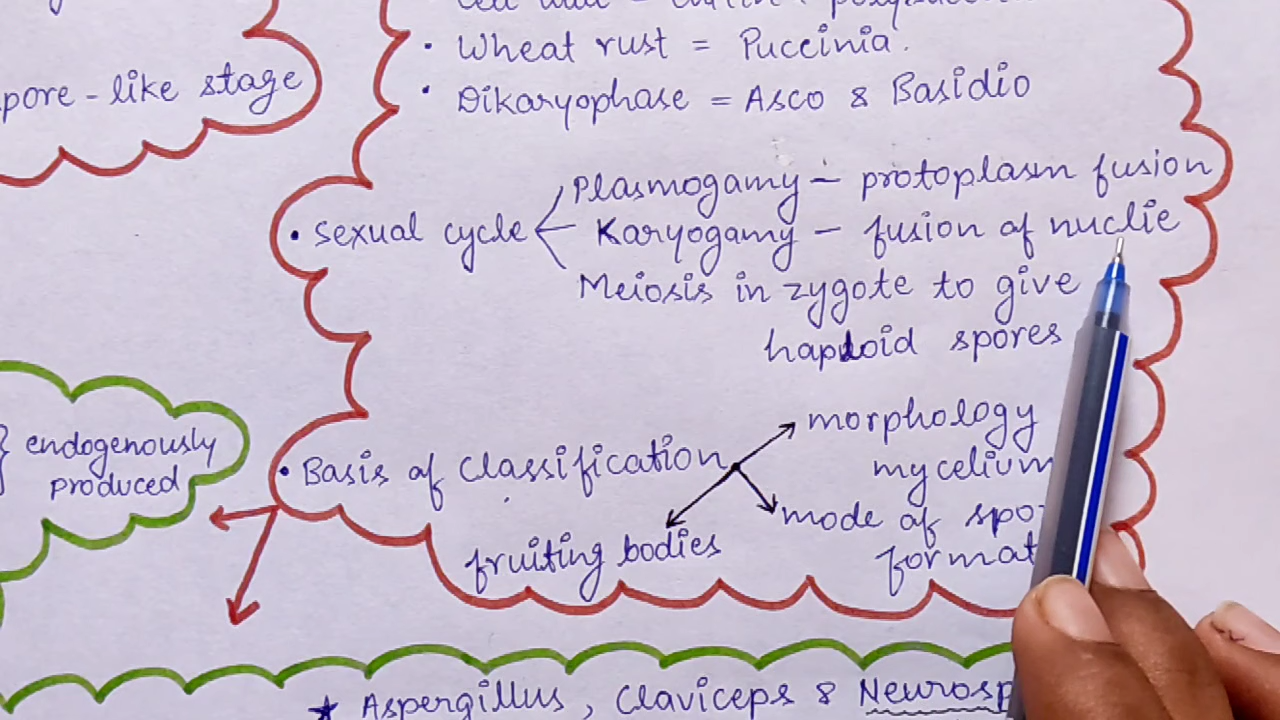 • Wheat rust = Puccinia.
pore-like stage
• Dikaryophase = Asco & Basidio
Plasmogamy – protoplasm fusion
• Sexual cycle
Karyogamy – fusion of nuclie
Meiosis in zygote to give
haploid spores
endogenously
produced
• Basis of Classification
morphology
mycelium
mode of spo
format
fruiting bodies
★ Aspergillus, Claviceps & Neurosp